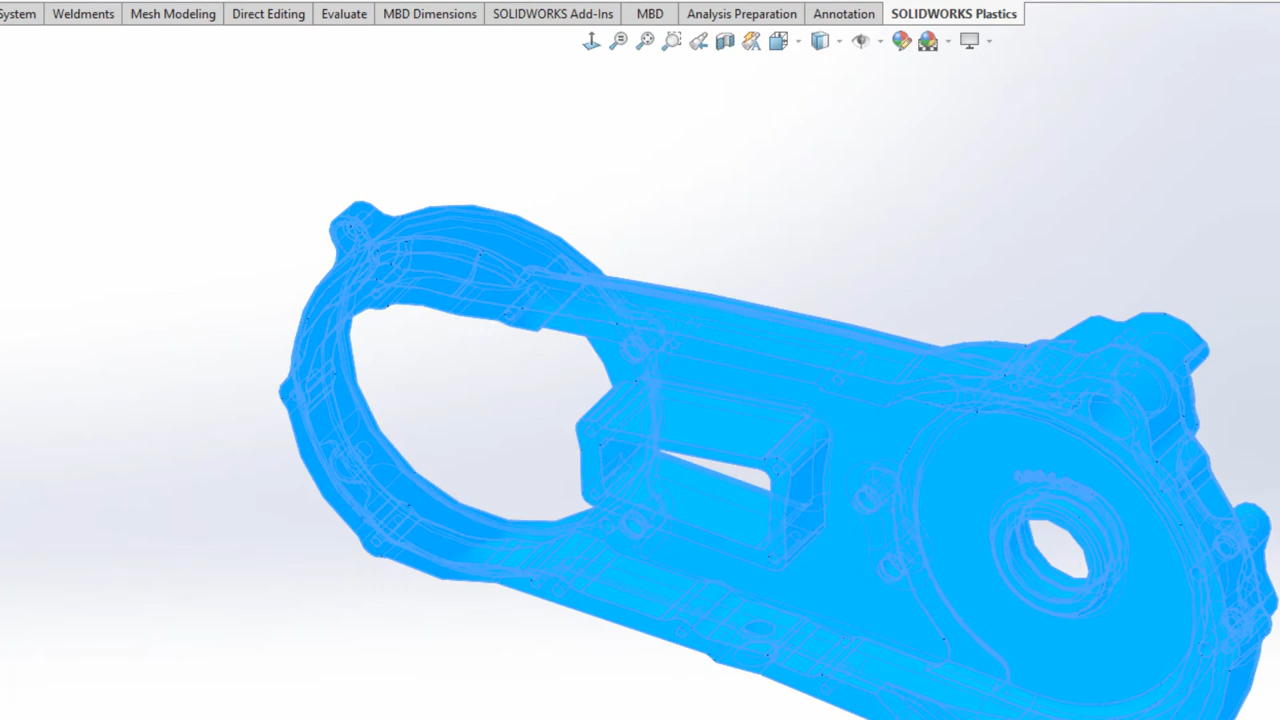 System Weldments Mesh Modeling Direct Editing Evaluate MBD Dimensions SOLIDWORKS Add-Ins MBD Analysis Preparation Annotation SOLIDWORKS Plastics